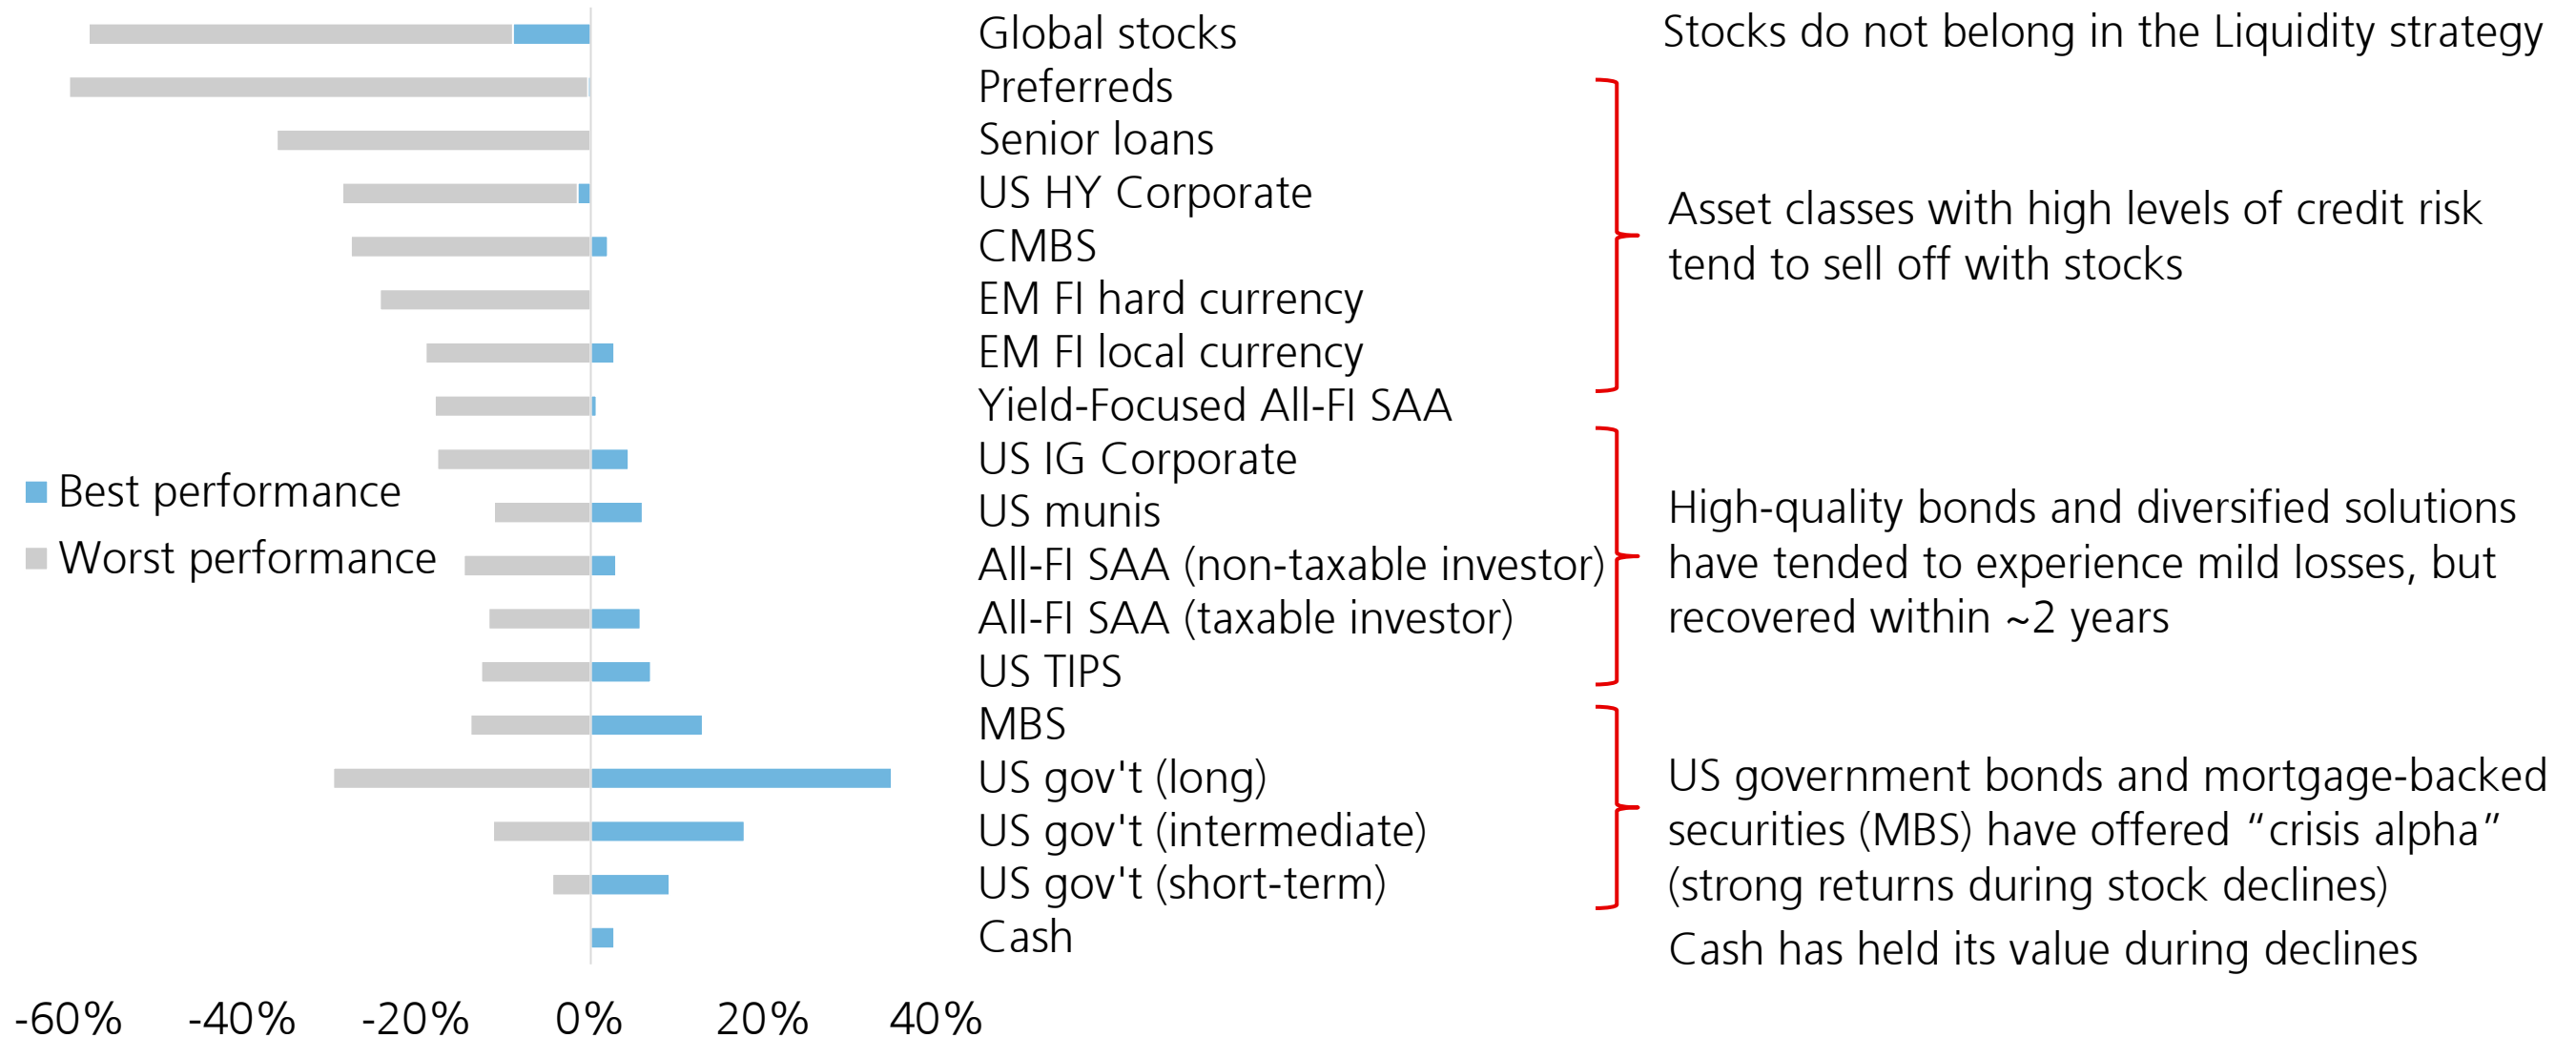 Global stocks
Stocks do not belong in the Liquidity strategy
Preferreds
Senior loans
US HY Corporate
CMBS
EM FI hard currency
EM FI local currency
Yield-Focused All-FI SAA
Asset classes with high levels of credit risk
tend to sell off with stocks
US IG Corporate
US munis
All-FI SAA (non-taxable investor)
All-FI SAA (taxable investor)
US TIPS
High-quality bonds and diversified solutions
have tended to experience mild losses, but
recovered within ~2 years
MBS
US gov't (long)
US gov't (intermediate)
US gov't (short-term)
US government bonds and mortgage-backed
securities (MBS) have offered “crisis alpha”
(strong returns during stock declines)
Cash
Cash has held its value during declines
Best performance
Worst performance
-60% -40% -20% 0% 20% 40%